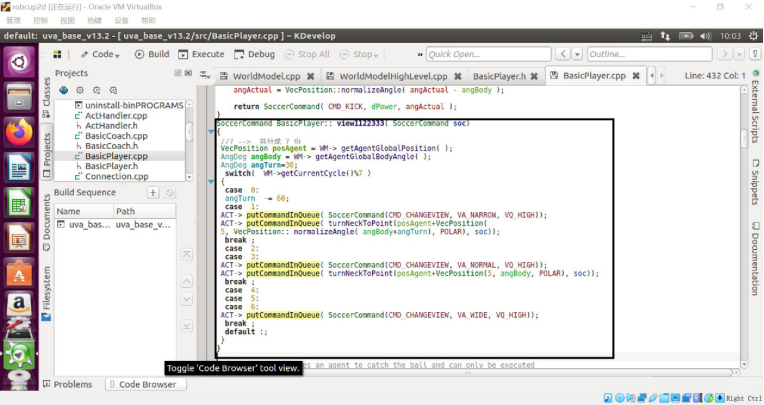 robcup2d [正在运行] - Oracle VM VirtualBox
管理 控制 视图 热键 设备 帮助
default: uva_base_v13.2 - [ uva_base_v13.2/src/BasicPlayer.cpp ] - KDevelop
10:03
Code
Build
Execute
Debug
Stop All
Stop
» Quick Open...
Outline...
Projects
WorldModel.cpp
WorldModelHighLevel.cpp
BasicPlayer.h
BasicPlayer.cpp
Line: 432 Col: 1
Classes
Projects
Documents
Filesystem
uninstall-binPROGRAMS
ActHandler.cpp
ActHandler.h
BasicCoach.cpp
BasicCoach.h
BasicPlayer.cpp
BasicPlayer.h
Connection.cpp
Build Sequence
Name Path
uva_bas... uva_base_v...
angActual = VecPosition::normalizeAngle( angActual - angBody );
return SoccerCommand( CMD_KICK, dPower, angActual );
}
SoccerCommand BasicPlayer:: view1122333( SoccerCommand soc)
{
//7 --> 共分成 7 份
VecPosition posAgent = WM-> getAgentGlobalPosition( );
AngDeg angBody = WM-> getAgentGlobalBodyAngle( );
AngDeg angTurn=30;
switch( WM->getCurrentCycle()%7 )
{
case 0:
angTurn -= 60;
case 1:
ACT-> putCommandInQueue( SoccerCommand(CMD_CHANGEVIEW, VA_NARROW, VQ_HIGH));
ACT-> putCommandInQueue( turnNeckToPoint(posAgent+VecPosition(
5, VecPosition:: normalizeAngle( angBody+angTurn), POLAR), soc));
break ;
case 2:
case 3:
ACT-> putCommandInQueue( SoccerCommand(CMD_CHANGEVIEW, VA_NORMAL, VQ_HIGH));
ACT-> putCommandInQueue( turnNeckToPoint(posAgent+VecPosition(5, angBody, POLAR), soc));
break ;
case 4:
case 5:
case 6:
ACT-> putCommandInQueue( SoccerCommand(CMD_CHANGEVIEW, VA_WIDE, VQ_HIGH));
break ;
default :;
}
}
es an agent to catch the ball and can only be executed
Toggle 'Code Browser' tool view.
External Scripts
Snippets
Documentation
Problems
Code Browser
Right Ctrl